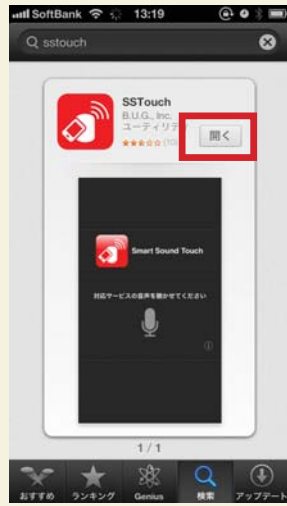 SoftBank 13:19
sstouch
SSTouch
B.U.G., Inc.
ユーティリテ
(10)
開く
Smart Sound Touch
対応サービスの音声を聴かせてください
1 / 1
おすすめ ランキング Genius 検索 アップデート